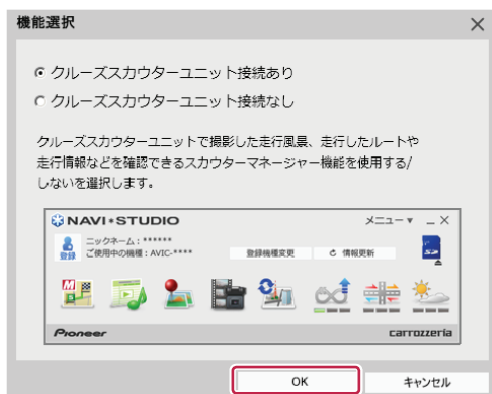 機能選択
クルーズスカウターユニット接続あり
クルーズスカウターユニット接続なし
クルーズスカウターユニットで撮影した走行風景、走行したルートや
走行情報などを確認できるスカウターマネージャー機能を使用する/
しないを選択します。
NAVI*STUDIO
メニュー▼
登録
ニックネーム:******
ご使用中の機種:AVIC-****
登録機種変更
情報更新
Pioneer
carrozzeria
OK
キャンセル